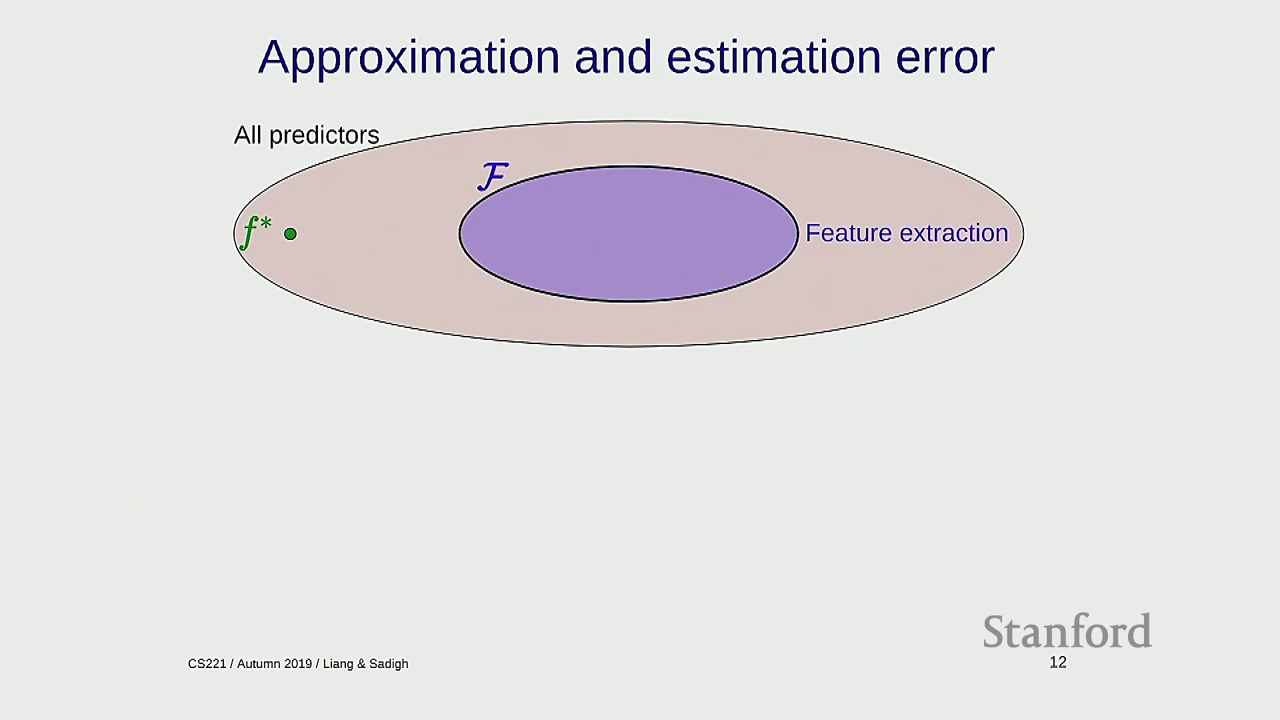 Approximation and estimation error
All predictors
ℱ
f*
Feature extraction
Stanford
CS221 / Autumn 2019 / Liang & Sadigh
12